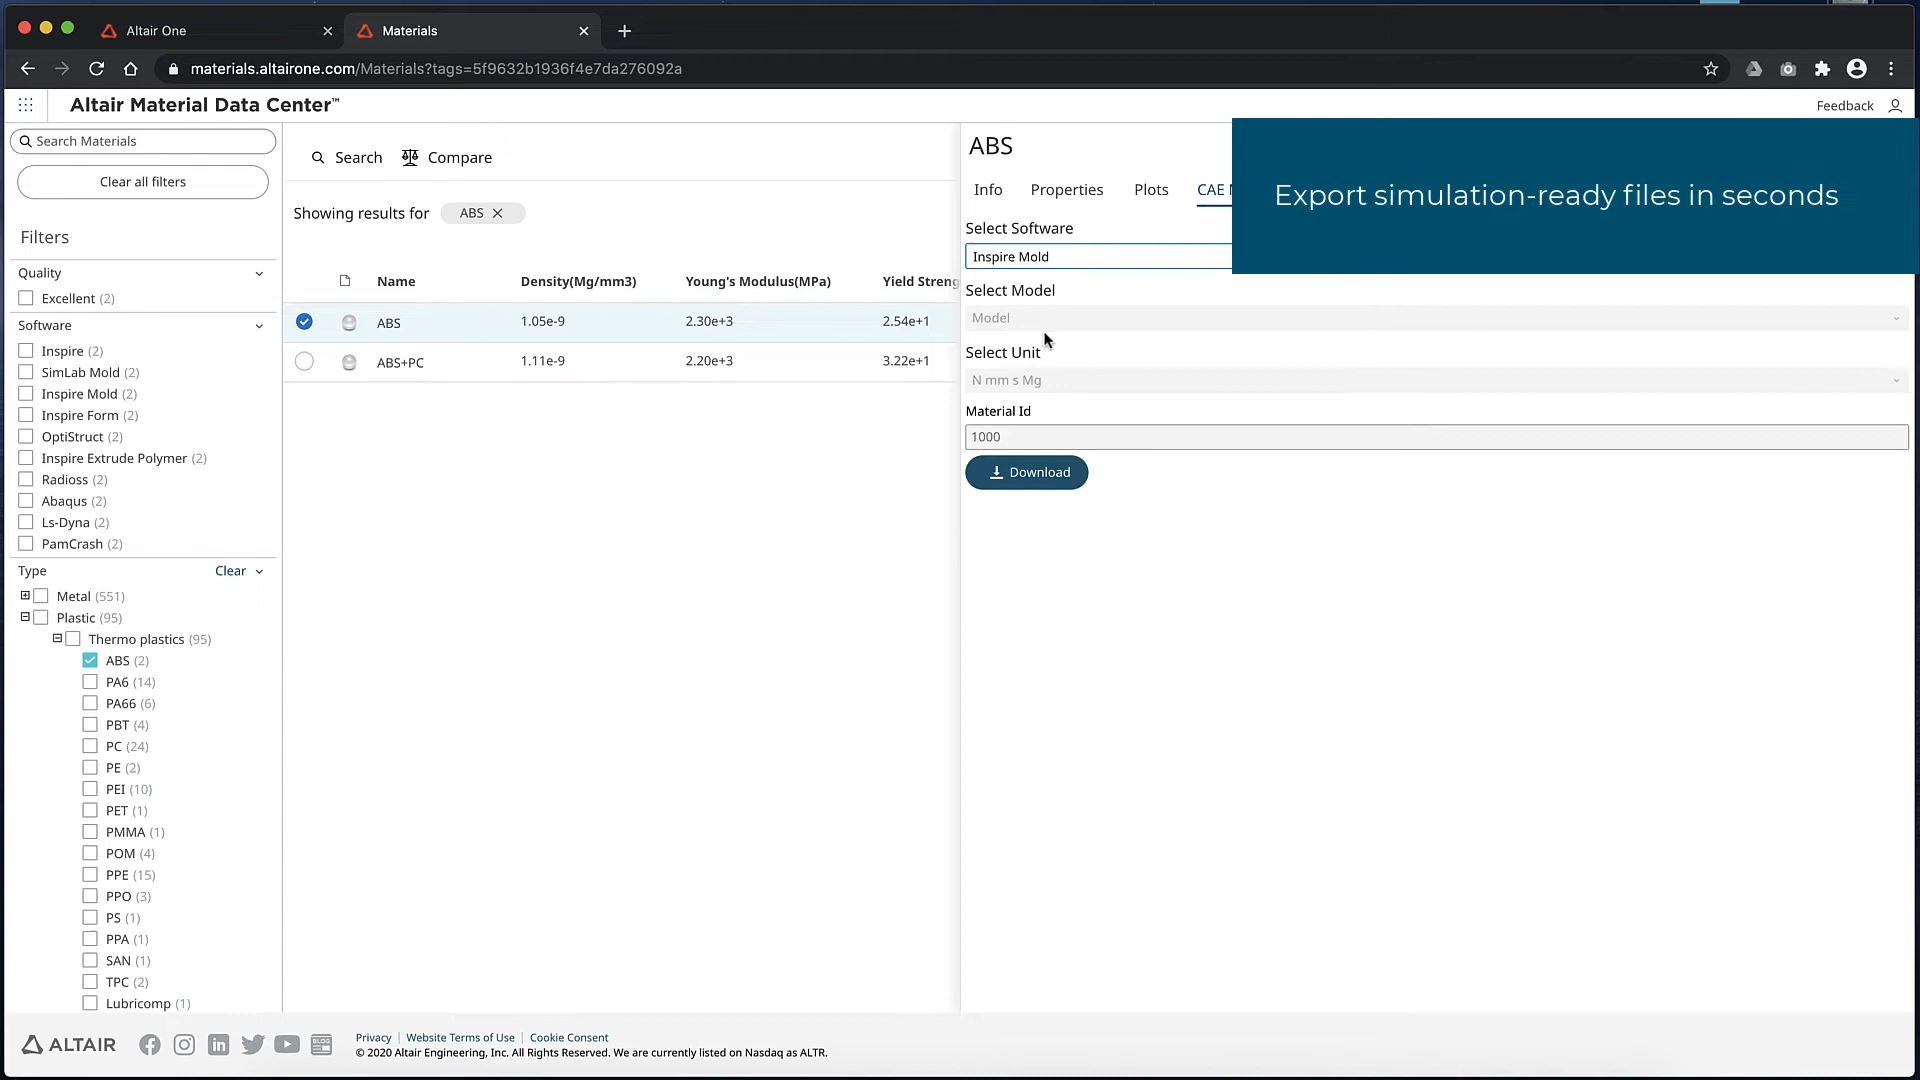 Altair One
Materials
materials.altairone.com/Materials?tags=5f9632b1936f4e7da276092a
Altair Material Data Center™
Feedback
Search Materials
Clear all filters
Filters
Quality
Excellent (2)
Software
Inspire (2)
SimLab Mold (2)
Inspire Mold (2)
Inspire Form (2)
OptiStruct (2)
Inspire Extrude Polymer (2)
Radioss (2)
Abaqus (2)
Ls-Dyna (2)
PamCrash (2)
Type Clear
Metal (551)
Plastic (95)
Thermo plastics (95)
ABS (2)
PA6 (14)
PA66 (6)
PBT (4)
PC (24)
PE (2)
PEI (10)
PET (1)
PMMA (1)
POM (4)
PPE (15)
PPO (3)
PS (1)
PPA (1)
SAN (1)
TPC (2)
Lubricomp (1)
Search Compare
Showing results for ABS
Name Density(Mg/mm3) Young's Modulus(MPa) Yield Streng
ABS 1.05e-9 2.30e+3 2.54e+1
ABS+PC 1.11e-9 2.20e+3 3.22e+1
ABS
Info Properties Plots CAE
Export simulation-ready files in seconds
Select Software
Inspire Mold
Select Model
Model
Select Unit
N mm s Mg
Material Id
1000
Download
ALTAIR
BLOG
Privacy Website Terms of Use Cookie Consent
© 2020 Altair Engineering, Inc. All Rights Reserved. We are currently listed on Nasdaq as ALTR.